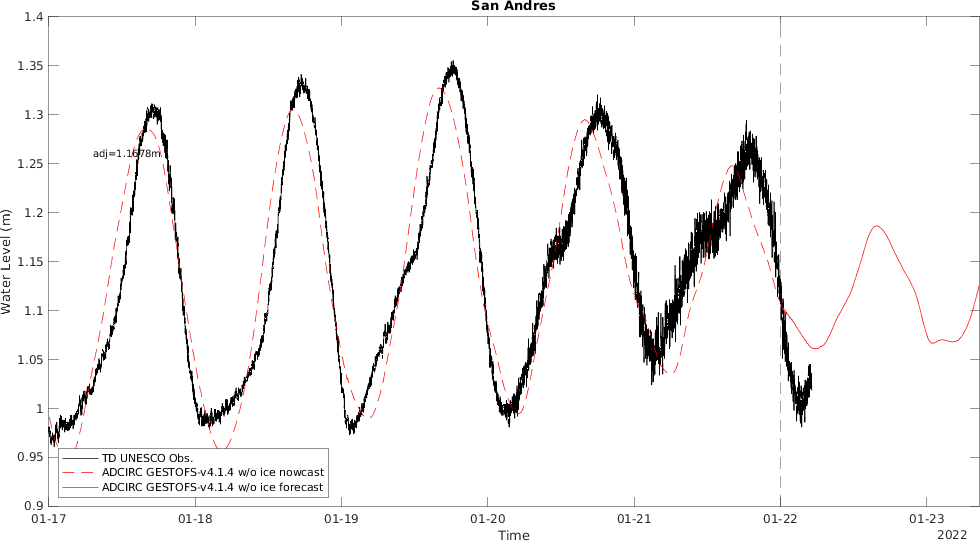 San Andres
1.4
1.35
1.3
1.25
1.2
1.15
1.1
1.05
1
0.95
0.9
Water Level (m)
adj=1.1678m
TD UNESCO Obs.
ADCIRC GESTOFS-v4.1.4 w/o ice nowcast
ADCIRC GESTOFS-v4.1.4 w/o ice forecast
01-17 01-18 01-19 01-20 01-21 01-22 01-23
Time
2022